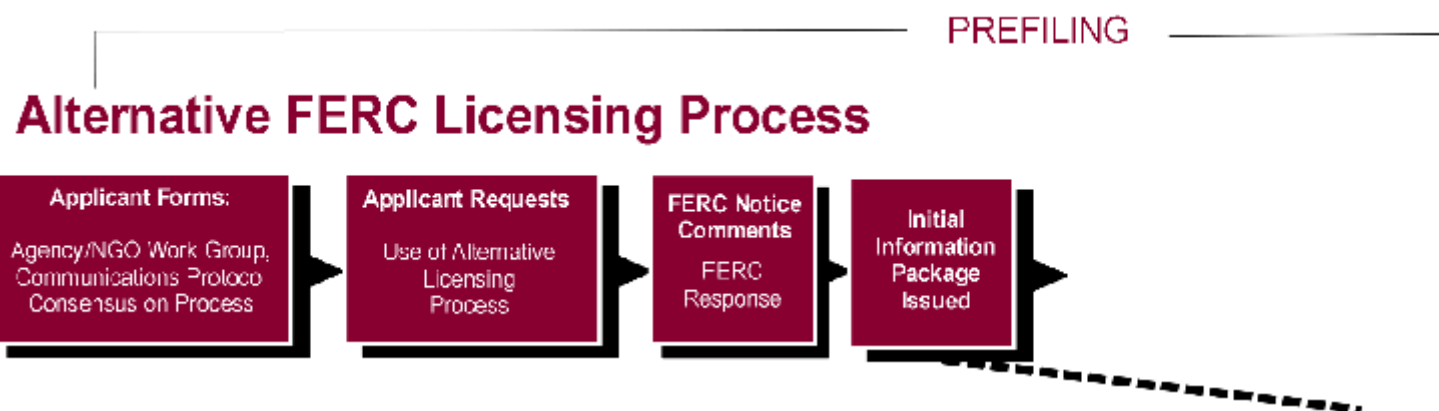 PREFILING
Alternative FERC Licensing Process
Applicant Forms:
Agency/NGO Work Group,
Communications Protoco
Consensus on Process
Applicant Requests
Use of Alternative
Licensing
Process
FERC Notice
Comments
FERC
Response
Initial
Information
Package
Issued